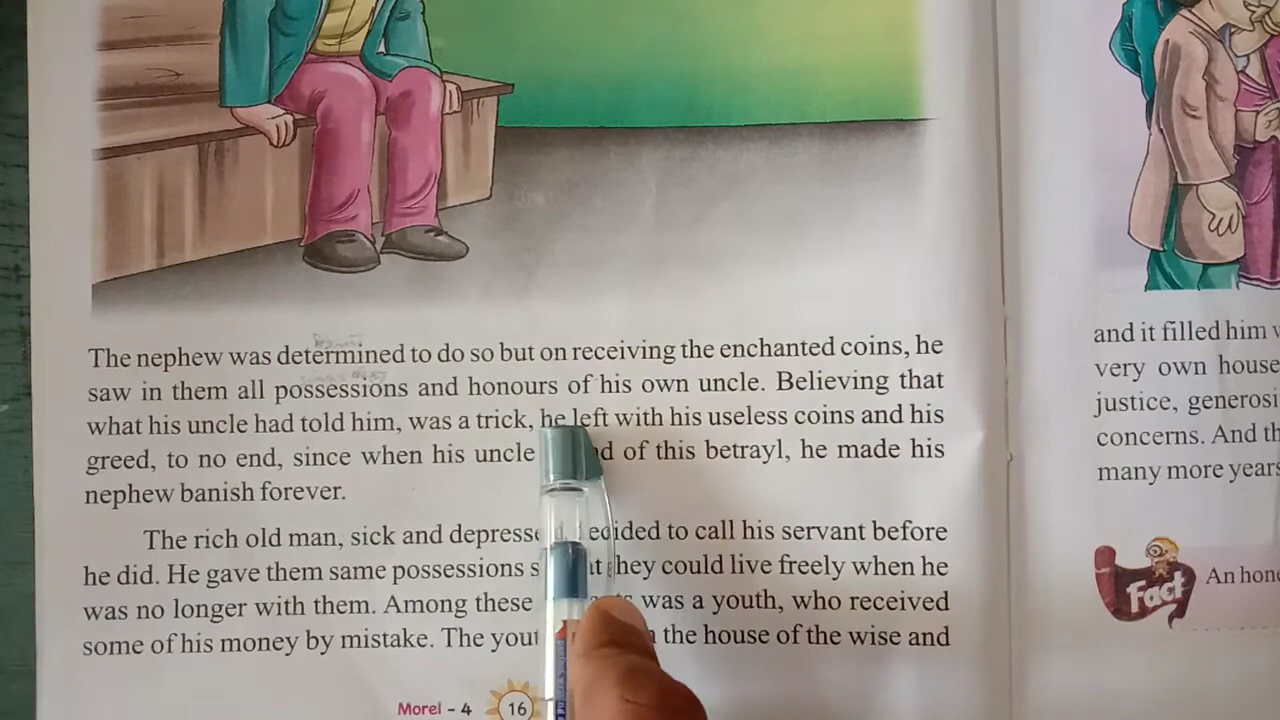 The nephew was determined to do so but on receiving the enchanted coins, he
saw in them all possessions and honours of his own uncle. Believing that
what his uncle had told him, was a trick, he left with his useless coins and his
greed, to no end, since when his uncle of this betrayl, he made his
nephew banish forever.
The rich old man, sick and depressed decided to call his servant before
he did. He gave them same possessions they could live freely when he
was no longer with them. Among these was a youth, who received
some of his money by mistake. The the house of the wise and
Morel - 4 16
and it filled him
very own house
justice,
concerns. And
many more years
Fact
An